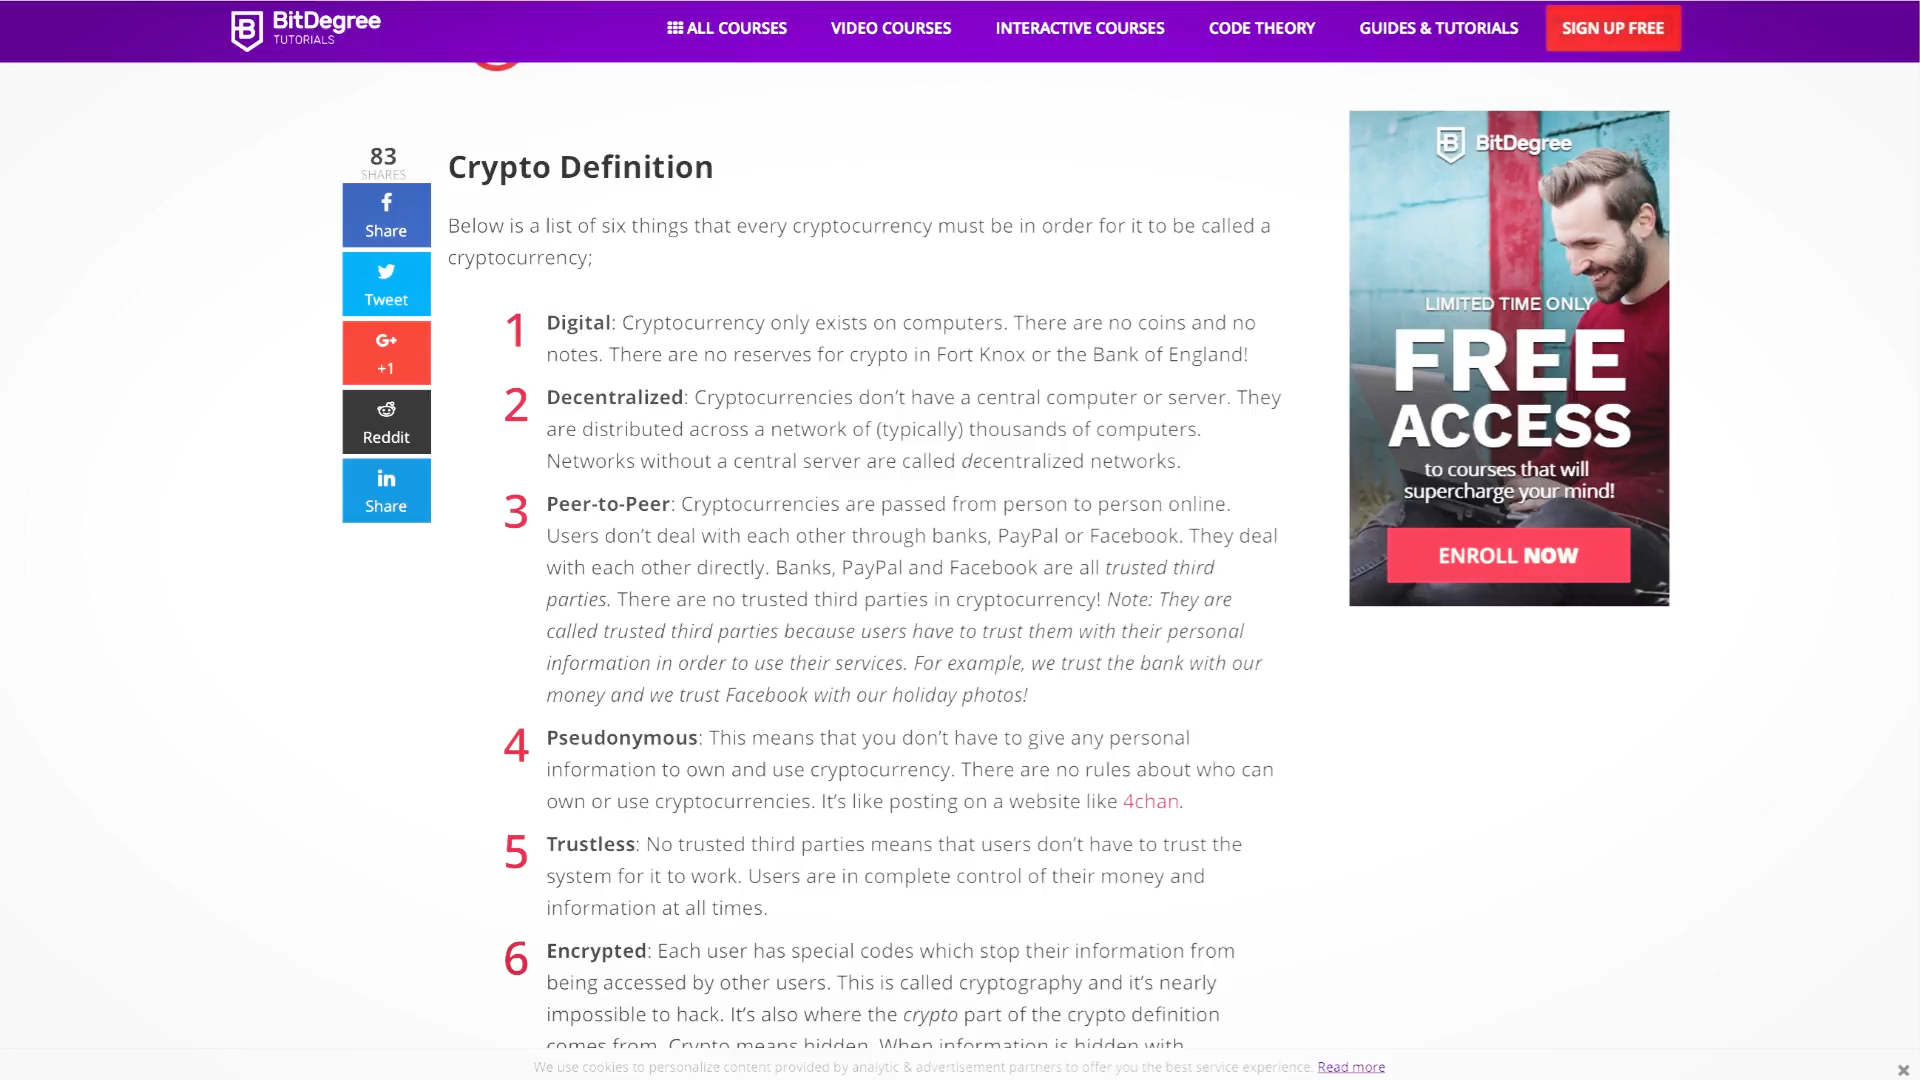 BitDegree
TUTORIALS
ALL COURSES
VIDEO COURSES
INTERACTIVE COURSES
CODE THEORY
GUIDES & TUTORIALS
SIGN UP FREE
83
SHARES
Share
Tweet
G+
+1
Reddit
in
Share
Crypto Definition
Below is a list of six things that every cryptocurrency must be in order for it to be called a
cryptocurrency;
1 Digital: Cryptocurrency only exists on computers. There are no coins and no
notes. There are no reserves for crypto in Fort Knox or the Bank of England!
2 Decentralized: Cryptocurrencies don’t have a central computer or server. They
are distributed across a network of (typically) thousands of computers.
Networks without a central server are called decentralized networks.
3 Peer-to-Peer: Cryptocurrencies are passed from person to person online.
Users don’t deal with each other through banks, PayPal or Facebook. They deal
with each other directly. Banks, PayPal and Facebook are all trusted third
parties. There are no trusted third parties in cryptocurrency! Note: They are
called trusted third parties because users have to trust them with their personal
information in order to use their services. For example, we trust the bank with our
money and we trust Facebook with our holiday photos!
4 Pseudonymous: This means that you don’t have to give any personal
information to own and use cryptocurrency. There are no rules about who can
own or use cryptocurrencies. It’s like posting on a website like 4chan.
5 Trustless: No trusted third parties means that users don’t have to trust the
system for it to work. Users are in complete control of their money and
information at all times.
6 Encrypted: Each user has special codes which stop their information from
being accessed by other users. This is called cryptography and it’s nearly
impossible to hack. It’s also where the crypto part of the crypto definition
comes from. Crypto means hidden. When information is hidden with
BitDegree
LIMITED TIME ONLY
FREE
ACCESS
to courses that will
supercharge your mind!
ENROLL NOW
We use cookies to personalize content provided by analytic & advertisement partners to offer you the best service experience. Read more